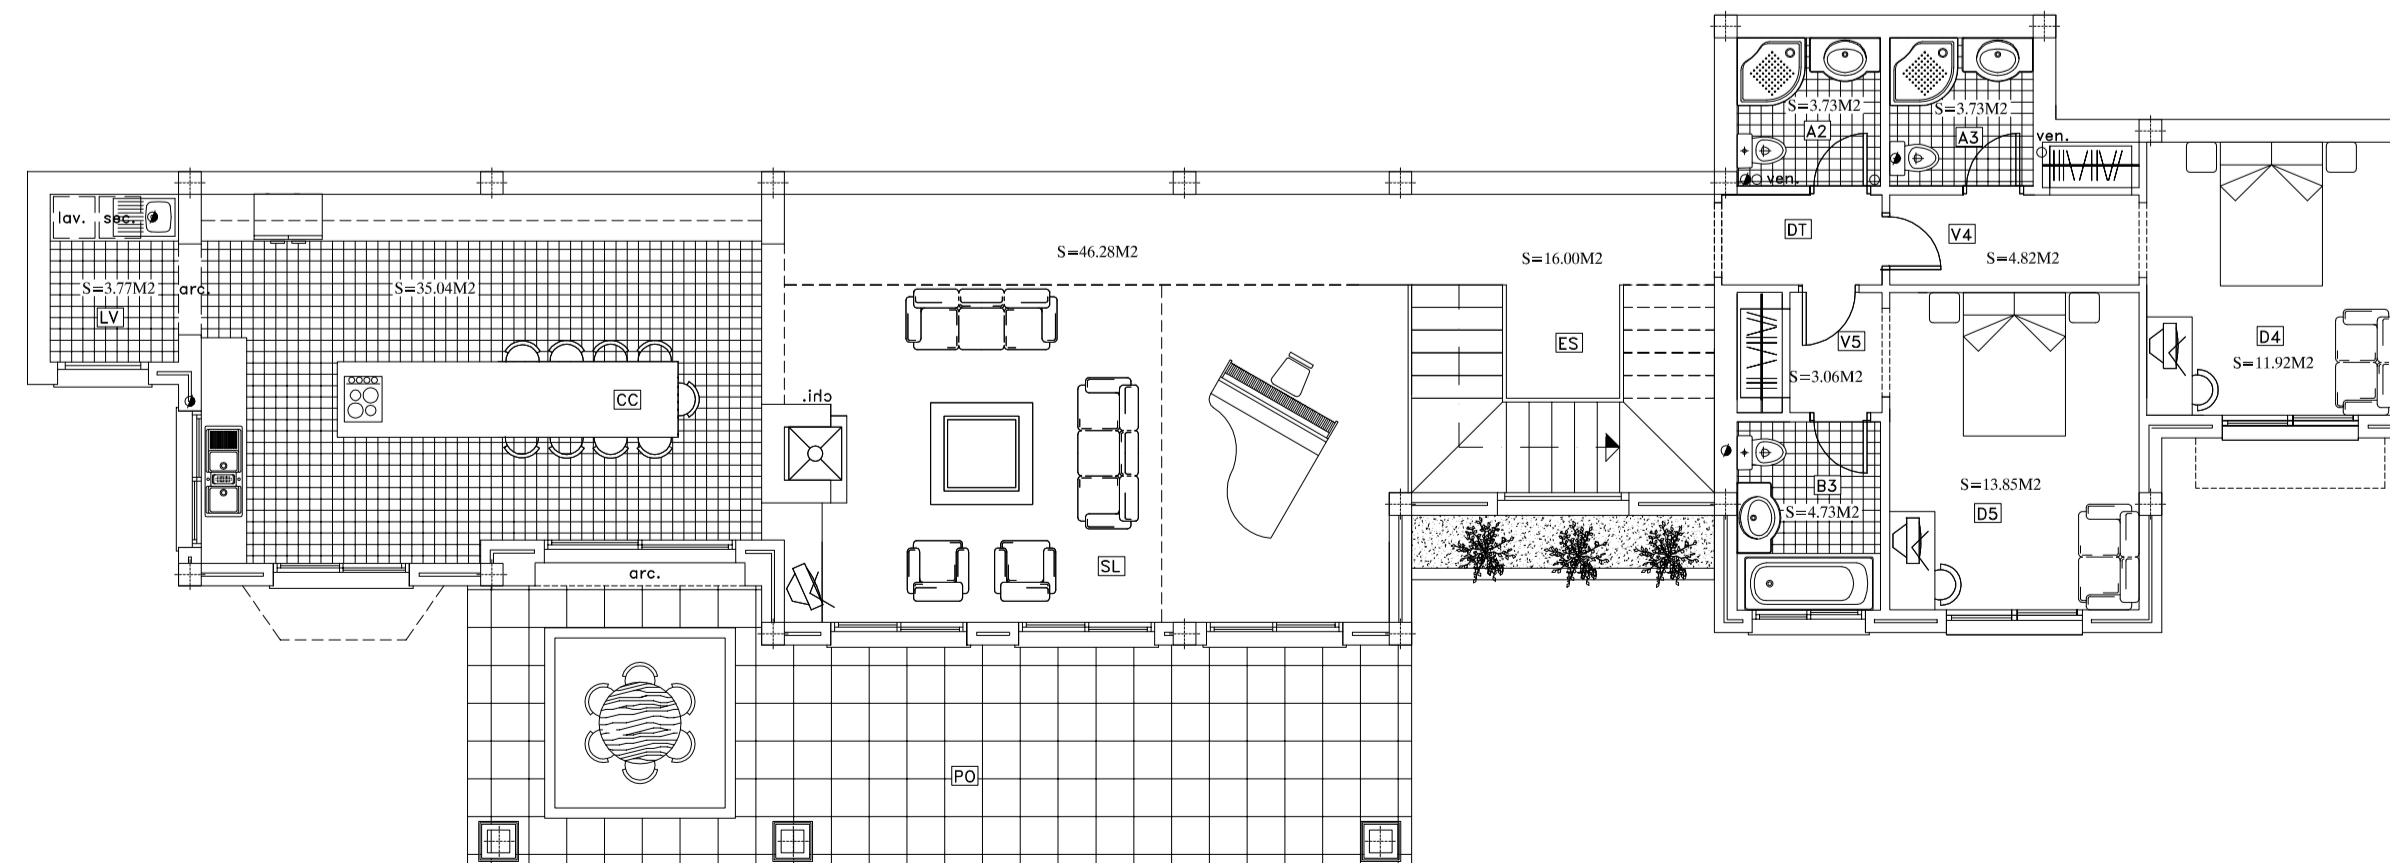 S=3.73M2
S=3.73M2
A2
A3
ven.
ven.
lav.
sec.
DT
V4
S=46.28M2
S=16.00M2
S=4.82M2
S=3.77M2
arc.
S=35.04M2
LV
ES
V5
D4
S=11.92M2
S=3.06M2
chi.
CC
B3
S=13.85M2
S=4.73M2
D5
arc.
SL
PO